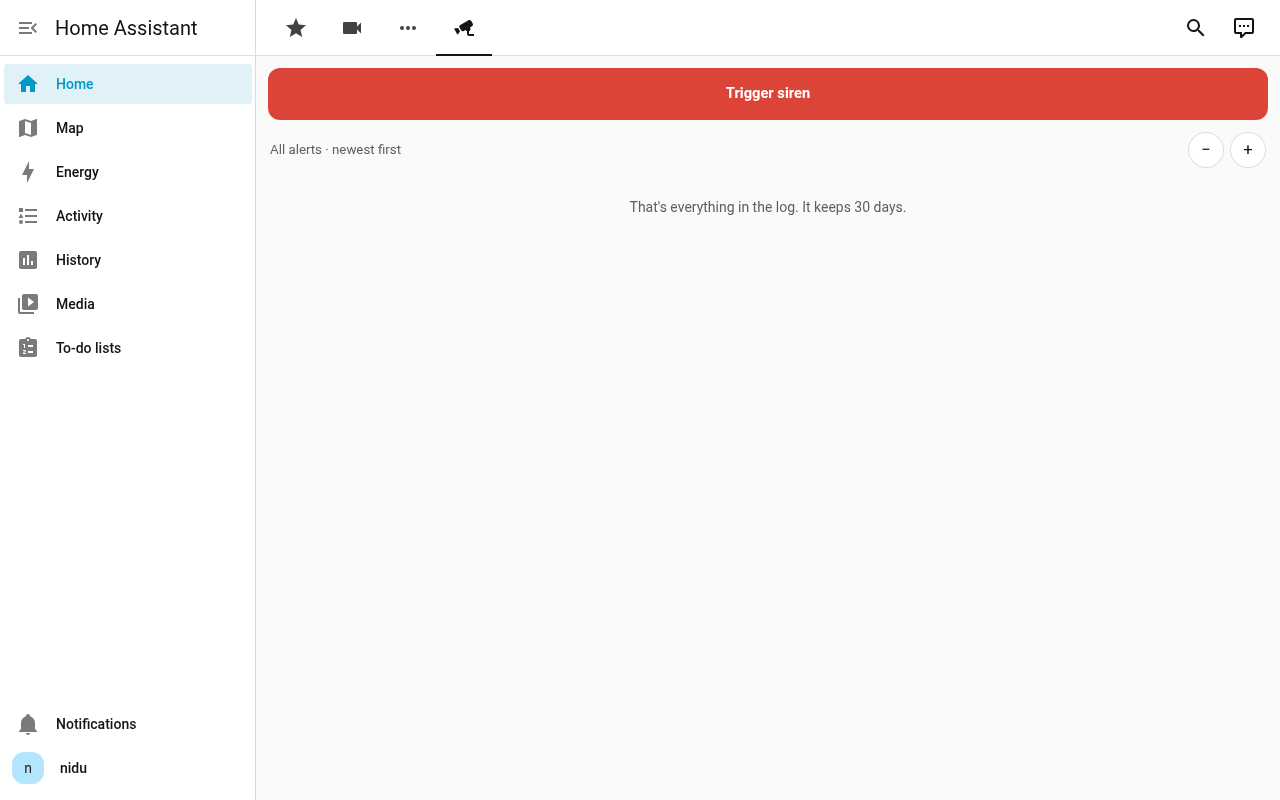 Home Assistant
Home
Map
Energy
Activity
History
Media
To-do lists
Notifications
n
nidu
Trigger siren
All alerts · newest first
− +
That's everything in the log. It keeps 30 days.